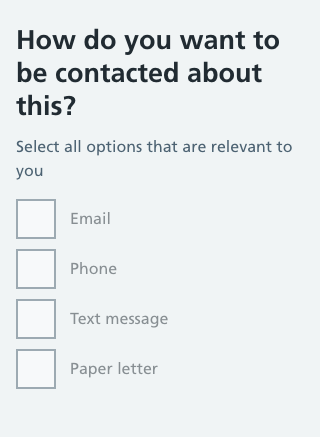 How do you want to
be contacted about
this?
Select all options that are relevant to
you
Email
Phone
Text message
Paper letter